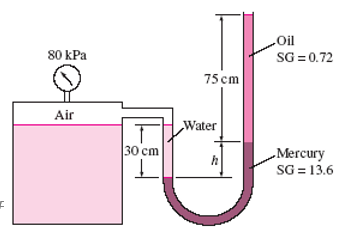 80 kPa
Air
Oil
SG = 0.72
75 cm
Water
30 cm
h
Mercury
SG = 13.6